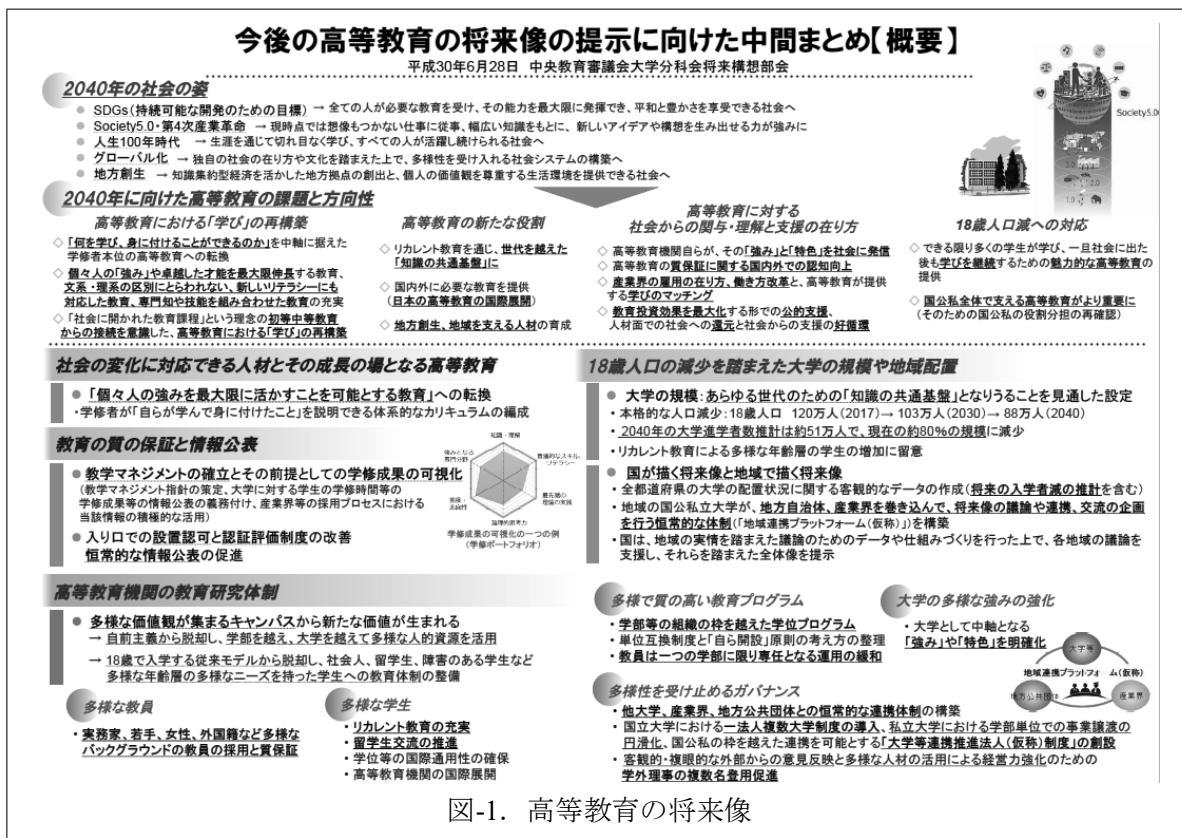 今後の高等教育の将来像の提示に向けた中間まとめ【概要】
平成30年6月28日 中央教育審議会大学分科会将来構想部会
2040年の社会の姿
● SDGs(持続可能な開発のための目標) → 全ての人が必要な教育を受け、その能力を最大限に発揮でき、平和と豊かさを享受できる社会へ
● Society5.0・第4次産業革命 → 現時点では想像もつかない仕事に従事、幅広い知識をもとに、新しいアイデアや構想を生み出せる力が強みに
● 人生100年時代 → 生涯を通じて切れ目なく学び、すべての人が活躍し続けられる社会へ
● グローバル化 → 独自の社会の在り方や文化を踏まえた上で、多様性を受け入れる社会システムの構築へ
● 地方創生 → 知識集約型経済を活かした地方拠点の創出と、個人の価値観を尊重する生活環境を提供できる社会へ
Society5.0
2040年に向けた高等教育の課題と方向性
高等教育における「学び」の再構築
◇ 「何を学び、身に付けることができるのか」を中軸に据えた
学修者本位の教育への転換
◇ 個々人の「強み」や卓越した才能を最大限伸長する教育、
文系・理系の区別にとらわれない、新しいリテラシーにも
対応した教育、専門知や技能を組み合わせた教育の充実
◇ 「社会に開かれた教育課程」という理念の初等中等教育
からの接続を意識した、高等教育における「学び」の再構築
高等教育の新たな役割
◇ リカレント教育を通じ、世代を越えた
「知識の共通基盤」に
◇ 国内外に必要な教育を提供
(日本の高等教育の国際展開)
◇ 地方創生、地域を支える人材の育成
高等教育に対する
社会からの関与・理解と支援の在り方
◇ 高等教育機関自らが、その「強み」と「特色」を社会に発信
◇ 高等教育の質保証に関する国内外での認知向上
◇ 産業界の雇用の在り方、働き方改革と、高等教育が提供
する学びのマッチング
◇ 教育投資効果を最大化する形での公的支援、
人材面での社会への還元と社会からの支援の好循環
18歳人口減への対応
◇ できる限り多くの学生が学び、一旦社会に出た
後も学びを継続するための魅力的な高等教育の
提供
◇ 国公私全体で支える高等教育がより重要に
(そのための国公私の役割分担の再確認)
社会の変化に対応できる人材とその成長の場となる高等教育
● 「個々人の強みを最大限に活かすことを可能とする教育」への転換
・学修者が「自らが学んで身に付けたこと」を説明できる体系的なカリキュラムの編成
教育の質の保証と情報公表
● 教学マネジメントの確立とその前提としての学修成果の可視化
(教学マネジメント指針の策定、大学に対する学生の学修時間等の
学修成果等の情報公表の義務付け、産業界等の採用プロセスにおける
当該情報の積極的な活用)
● 入り口での設置認可と認証評価制度の改善
恒常的な情報公表の促進
知識・理解
普遍的なスキル、
リテラシー
論理的思考力
強みとなる
専門分野
学修成果の可視化の一つの例
(学修ポートフォリオ)
高等教育機関の教育研究体制
● 多様な価値観が集まるキャンパスから新たな価値が生まれる
→ 自前主義から脱却し、学部を越え、大学を越えて多様な人的資源を活用
→ 18歳で入学する従来モデルから脱却し、社会人、留学生、障害のある学生など
多様な年齢層の多様なニーズを持った学生への教育体制の整備
多様な教員
・実務家、若手、女性、外国籍など多様な
バックグラウンドの教員の採用と質保証
多様な学生
・リカレント教育の充実
・留学生交流の推進
・学位等の国際通用性の確保
・高等教育機関の国際展開
18歳人口の減少を踏まえた大学の規模や地域配置
● 大学の規模:あらゆる世代のための「知識の共通基盤」となりうることを見通した設定
・本格的な人口減少:18歳人口 120万人(2017)→ 103万人(2030)→ 88万人(2040)
・2040年の大学進学者数推計は約51万人で、現在の約80%の規模に減少
・リカレント教育による多様な年齢層の学生の増加に留意
● 国が描く将来像と地域で描く将来像
・全都道府県の大学の配置状況に関する客観的なデータの作成(将来の入学者減の推計を含む)
・地域の国公私立大学が、地方自治体、産業界を巻き込んで、将来像の議論や連携、交流の企画
を行う恒常的な体制(「地域連携プラットフォーム(仮称)」)を構築
・国は、地域の実情を踏まえた議論のためのデータや仕組みづくりを行った上で、各地域の議論を
支援し、それらを踏まえた全体像を提示
多様で質の高い教育プログラム
・学部等の組織の枠を越えた学位プログラム
・単位互換制度と「自ら開設」原則の考え方の整理
・教員は一つの学部に限り専任となる運用の緩和
大学の多様な強みの強化
・大学として中軸となる
「強み」や「特色」を明確化
大学等
地域連携プラットフォーム(仮称)
地方公共団体
産業界
多様性を受け止めるガバナンス
・他大学、産業界、地方公共団体との恒常的な連携体制の構築
・国立大学における一法人複数大学制度の導入、私立大学における学部単位での事業譲渡の
円滑化、国公私の枠を越えた連携を可能とする「大学等連携推進法人(仮称)制度」の創設
・客観的・複眼的な外部からの意見反映と多様な人材の活用による経営力強化のための
学外理事の複数名登用促進
図-1. 高等教育の将来像